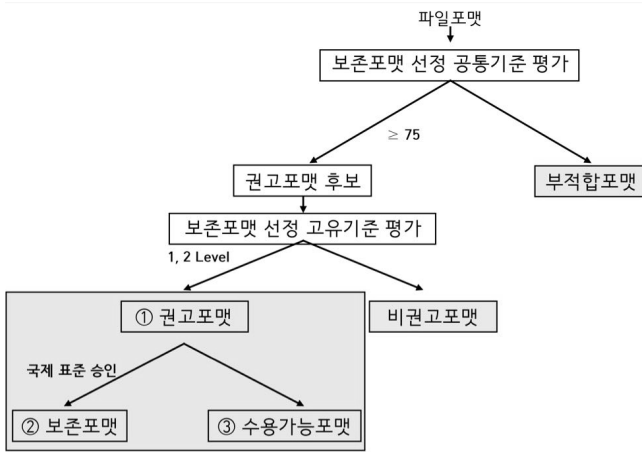 파일포맷
보존포맷 선정 공통기준 평가
≥ 75
권고포맷 후보
부적합포맷
보존포맷 선정 고유기준 평가
1, 2 Level
① 권고포맷
비권고포맷
국제 표준 승인
② 보존포맷
③ 수용가능포맷